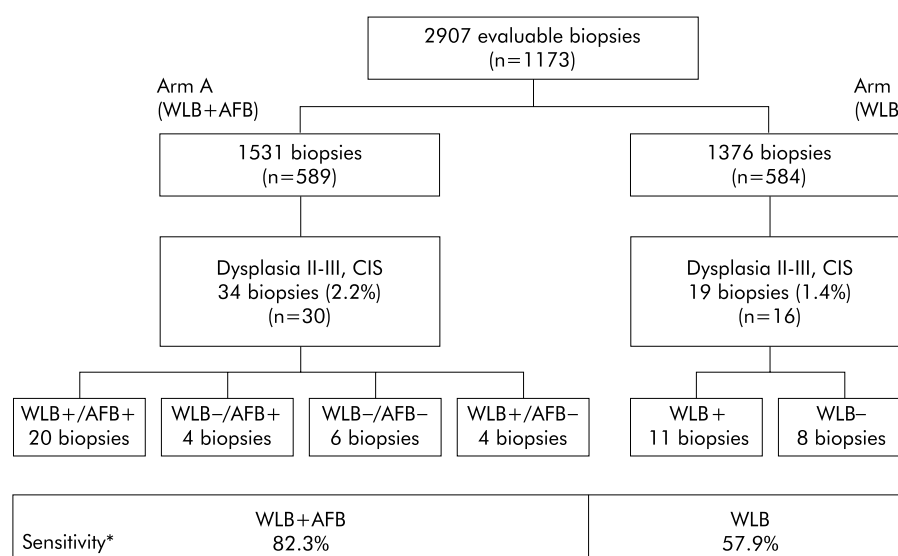 2907 evaluable biopsies
(n=1173)
Arm A
(WLB+AFB)
Arm
(WLB
1531 biopsies
(n=589)
1376 biopsies
(n=584)
Dysplasia II-III, CIS
34 biopsies (2.2%)
(n=30)
Dysplasia II-III, CIS
19 biopsies (1.4%)
(n=16)
WLB+/AFB+
20 biopsies
WLB–/AFB+
4 biopsies
WLB–/AFB–
6 biopsies
WLB+/AFB–
4 biopsies
WLB+
11 biopsies
WLB–
8 biopsies
WLB+AFB
WLB
Sensitivity* 82.3% 57.9%